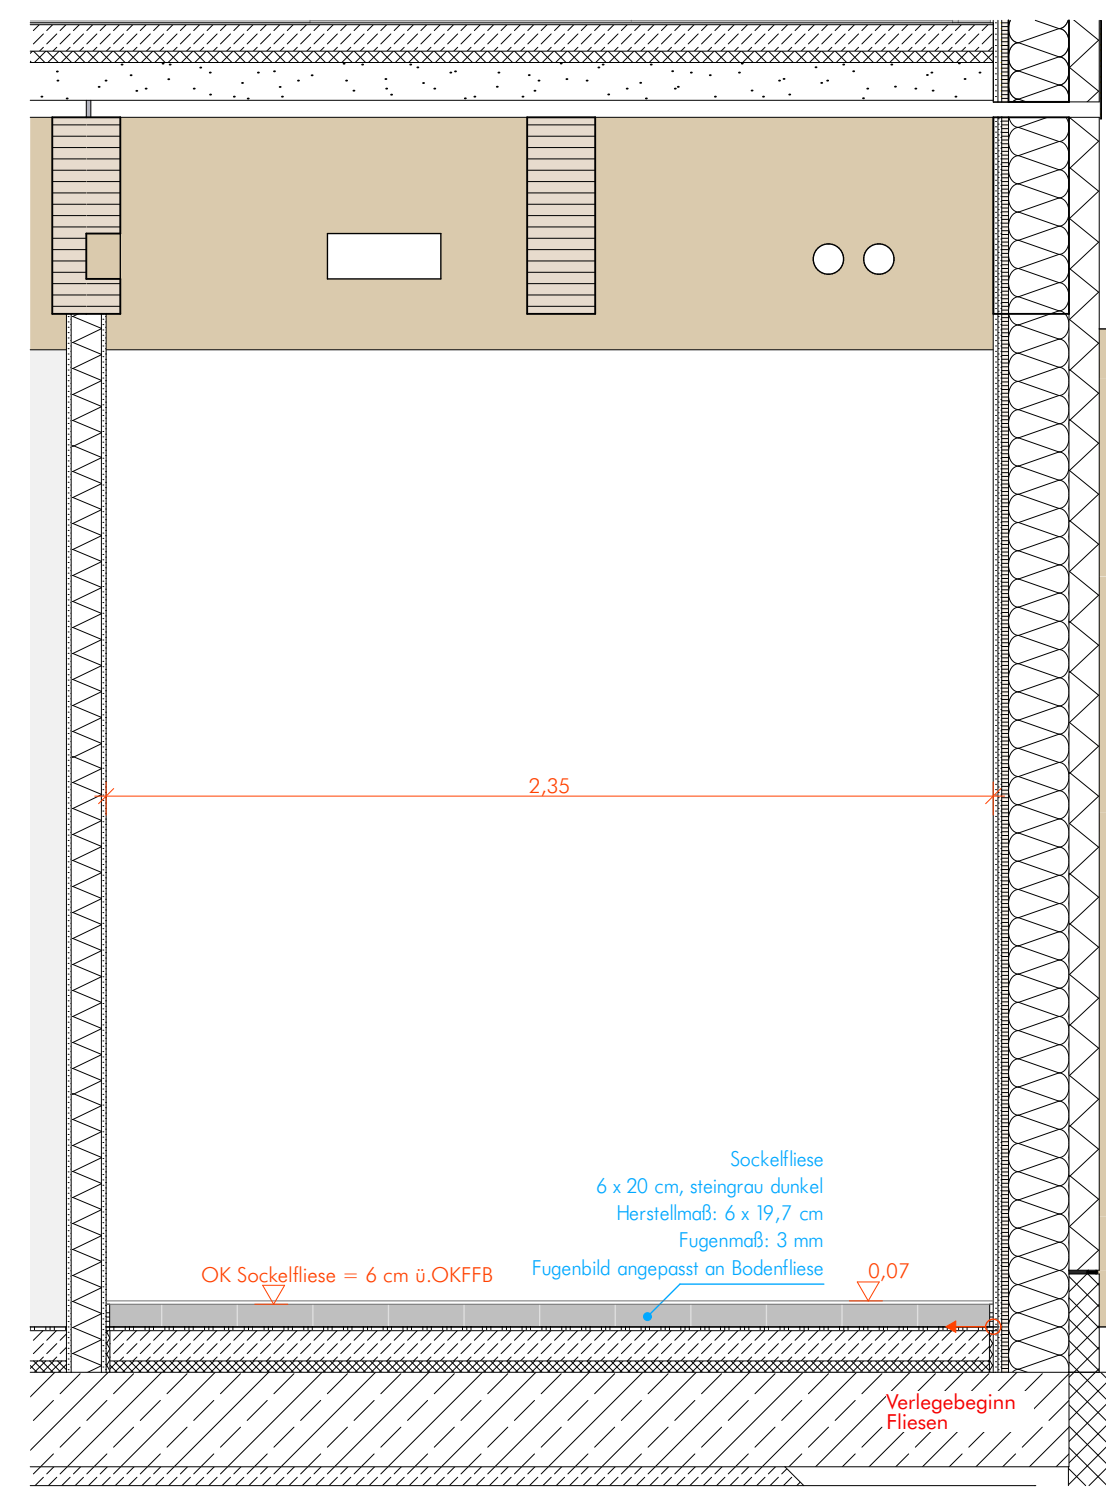 2,35
Sockelfliese
6 x 20 cm, steingrau dunkel
Herstellmaß: 6 x 19,7 cm
Fugenmaß: 3 mm
Fugenbild angepasst an Bodenfliese
OK Sockelfliese = 6 cm ü.OKFFB
0,07
Verlegebeginn
Fliesen